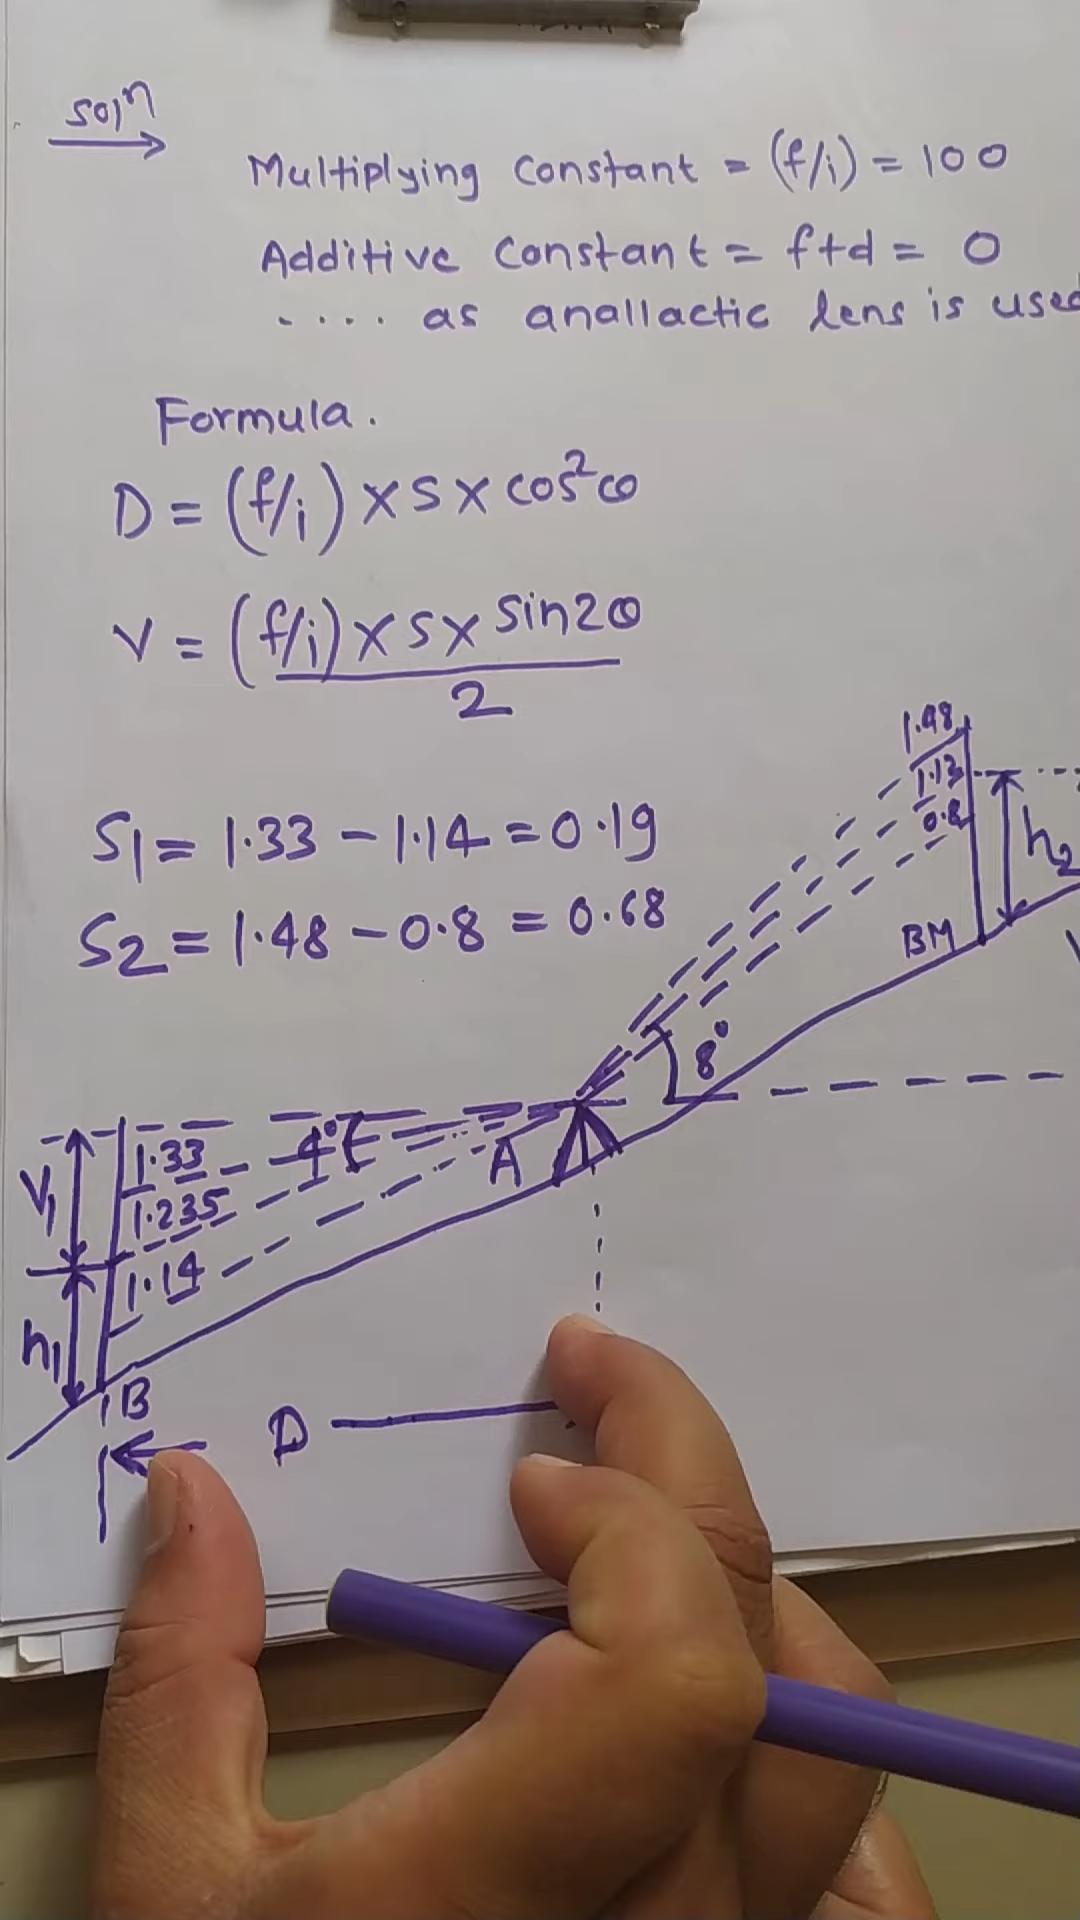 soln
Multiplying Constant = (f/i) = 100
Additive Constant = f+d = 0
.... as anallactic lens is used
Formula.
D = (f/i) × S × cos²θ
V = (f/i) × S × sin2θ
2
S1 = 1.33 - 1.14 = 0.19
S2 = 1.48 - 0.8 = 0.68
1.48
1.13
0.8
h2
BM
8°
A
4°
V1
1.33
1.235
1.14
h1
B
D